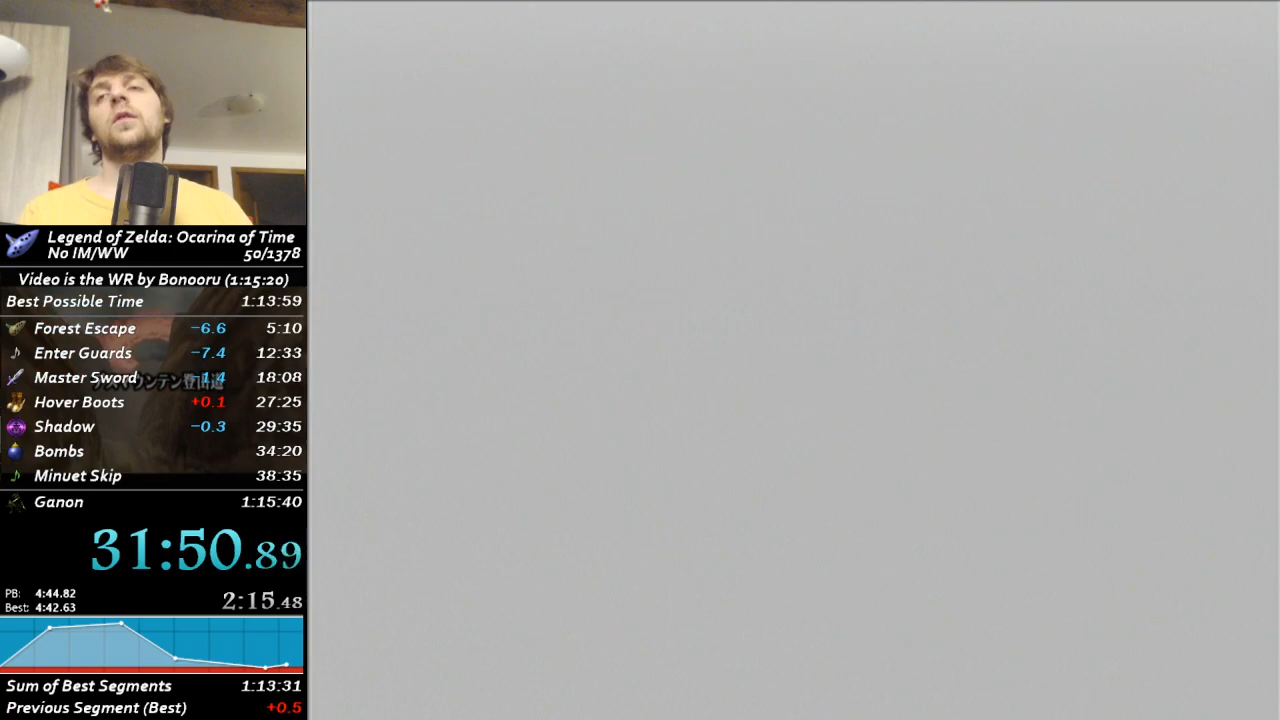 Legend of Zelda: Ocarina of Time
No IM/WW 50/1378
Video is the WR by Bonooru (1:15:20)
Best Possible Time 1:13:59
Forest Escape −6.6 5:10
Enter Guards −7.4 12:33
Master Sword −1.4 18:08
Hover Boots +0.1 27:25
Shadow −0.3 29:35
Bombs 34:20
Minuet Skip 38:35
Ganon 1:15:40
31:50.89
PB: 4:44.82
Best: 4:42.63
2:15.48
Sum of Best Segments 1:13:31
Previous Segment (Best) +0.5